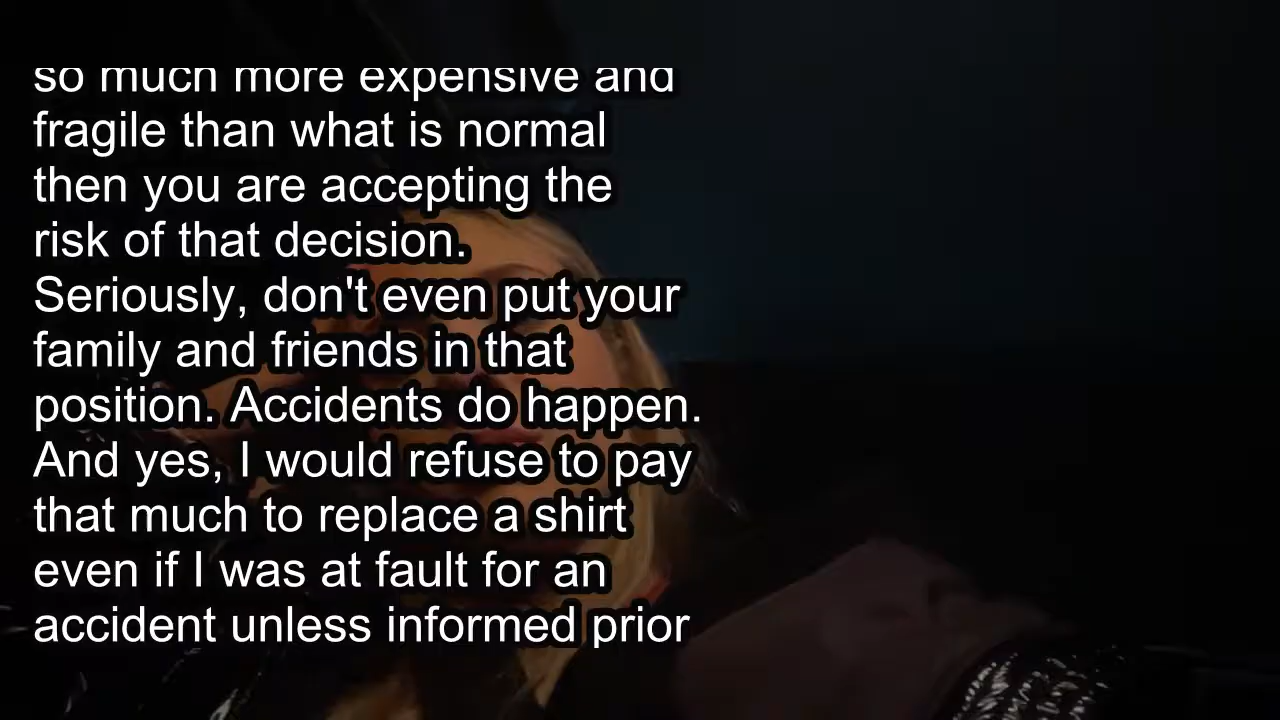 so much more expensive and
fragile than what is normal
then you are accepting the
risk of that decision.
Seriously, don't even put your
family and friends in that
position. Accidents do happen.
And yes, I would refuse to pay
that much to replace a shirt
even if I was at fault for an
accident unless informed prior